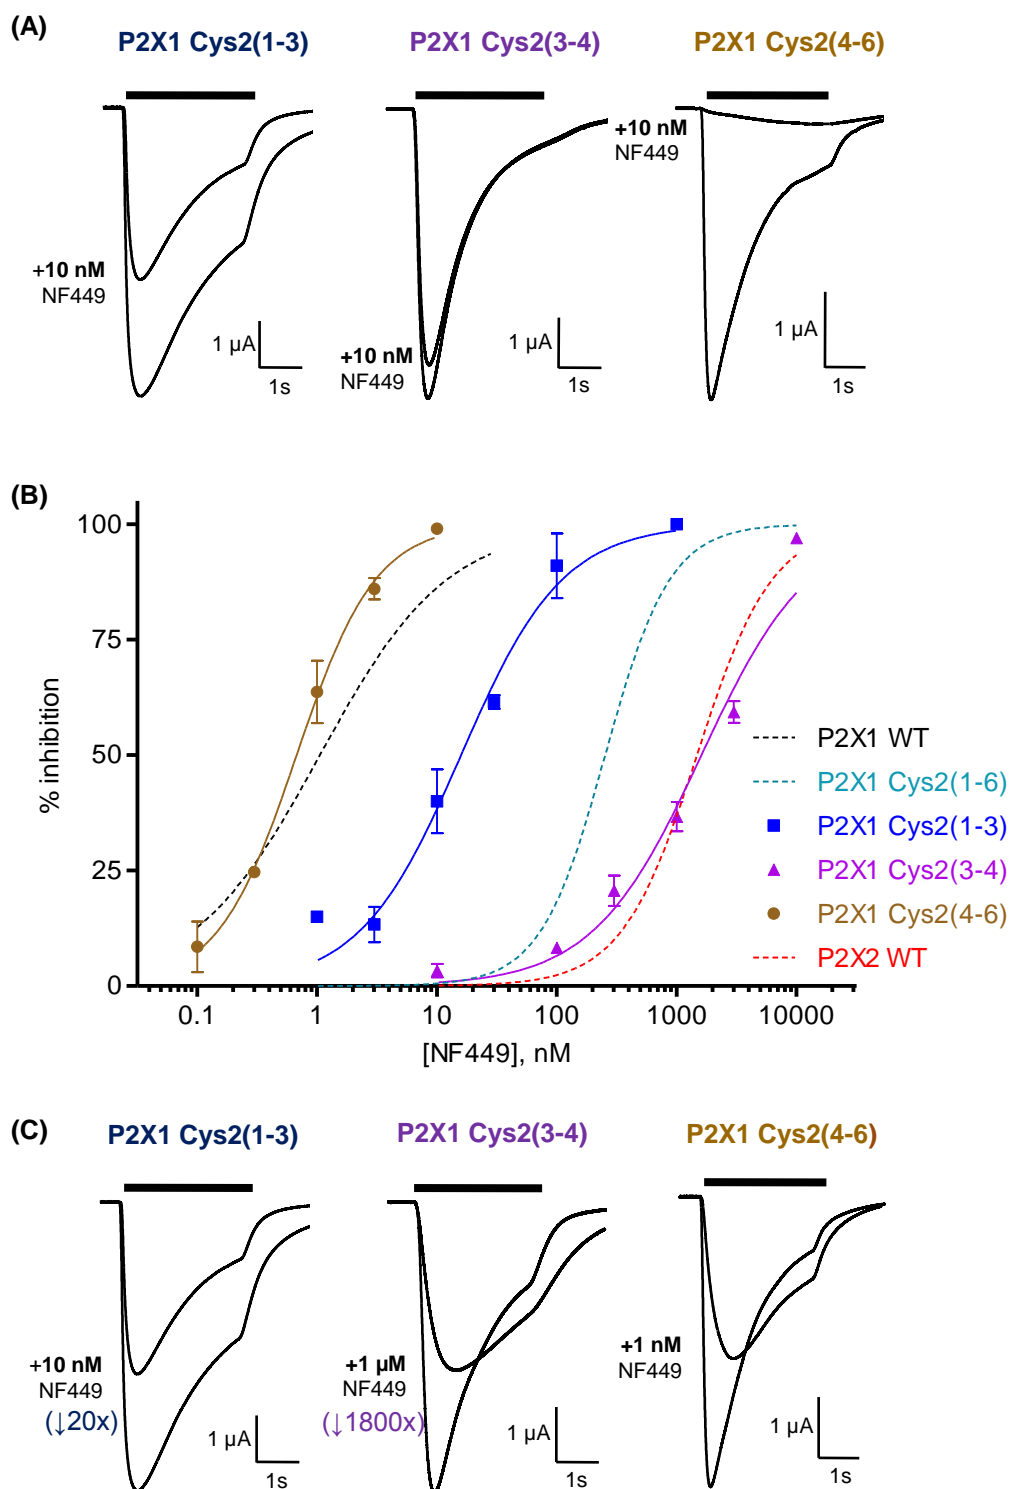 (A)
P2X1 Cys2(1-3) P2X1 Cys2(3-4) P2X1 Cys2(4-6)
+10 nM
NF449
1 µA
1s
+10 nM
NF449
1 µA
1s
+10 nM
NF449
1 µA
1s
(B)
% inhibition
100
75
50
25
0
0.1 1 10 100 1000 10000
[NF449], nM
P2X1 WT
P2X1 Cys2(1-6)
P2X1 Cys2(1-3)
P2X1 Cys2(3-4)
P2X1 Cys2(4-6)
P2X2 WT
(C)
P2X1 Cys2(1-3) P2X1 Cys2(3-4) P2X1 Cys2(4-6)
+10 nM
NF449
(↓20x)
1 µA
1s
+1 µM
NF449
(↓1800x)
1 µA
1s
+1 nM
NF449
1 µA
1s